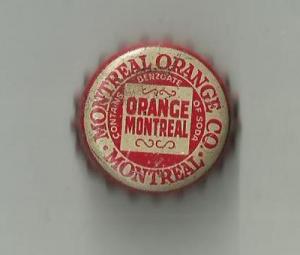 MONTREAL ORANGE CO.
· MONTREAL ·
CONTAINS BENZOATE OF SODA
ORANGE
MONTREAL